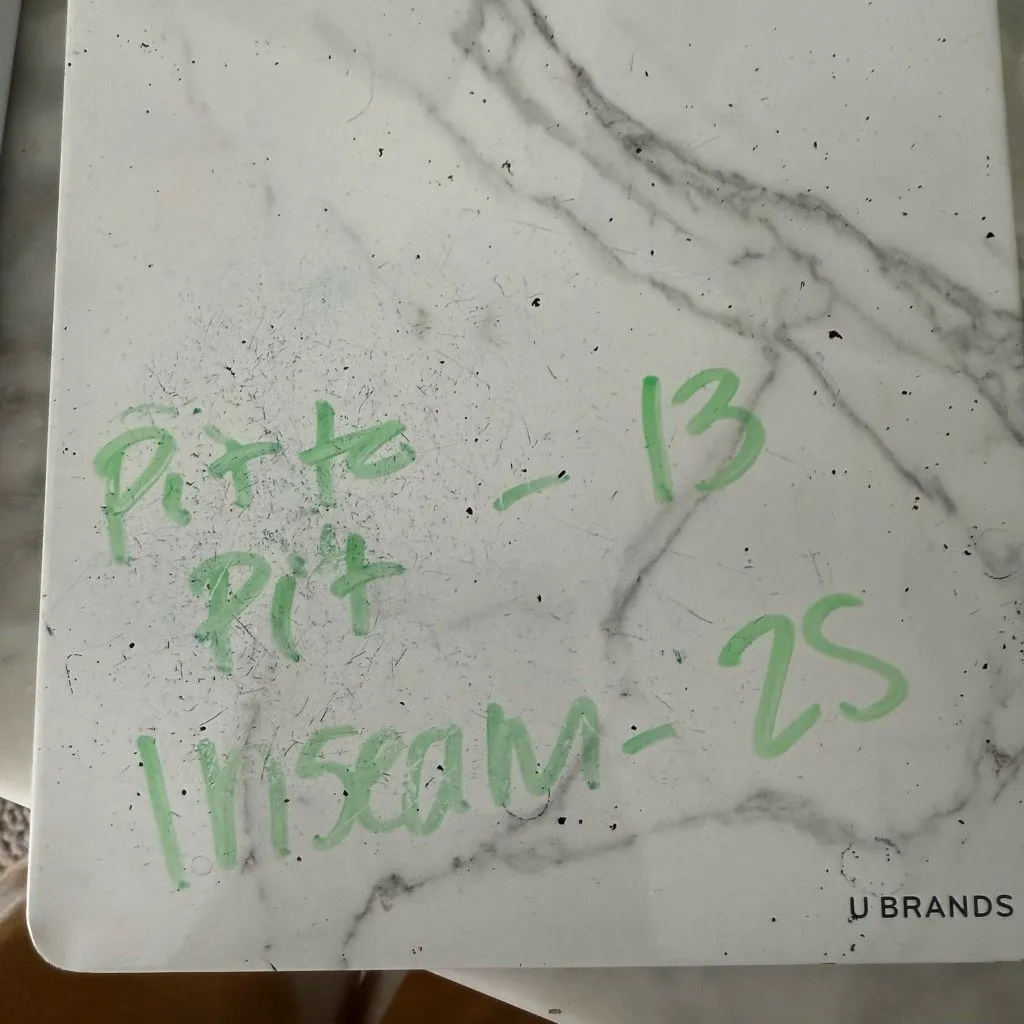 Pit to - 13
Pit
Inseam - 25
U BRANDS